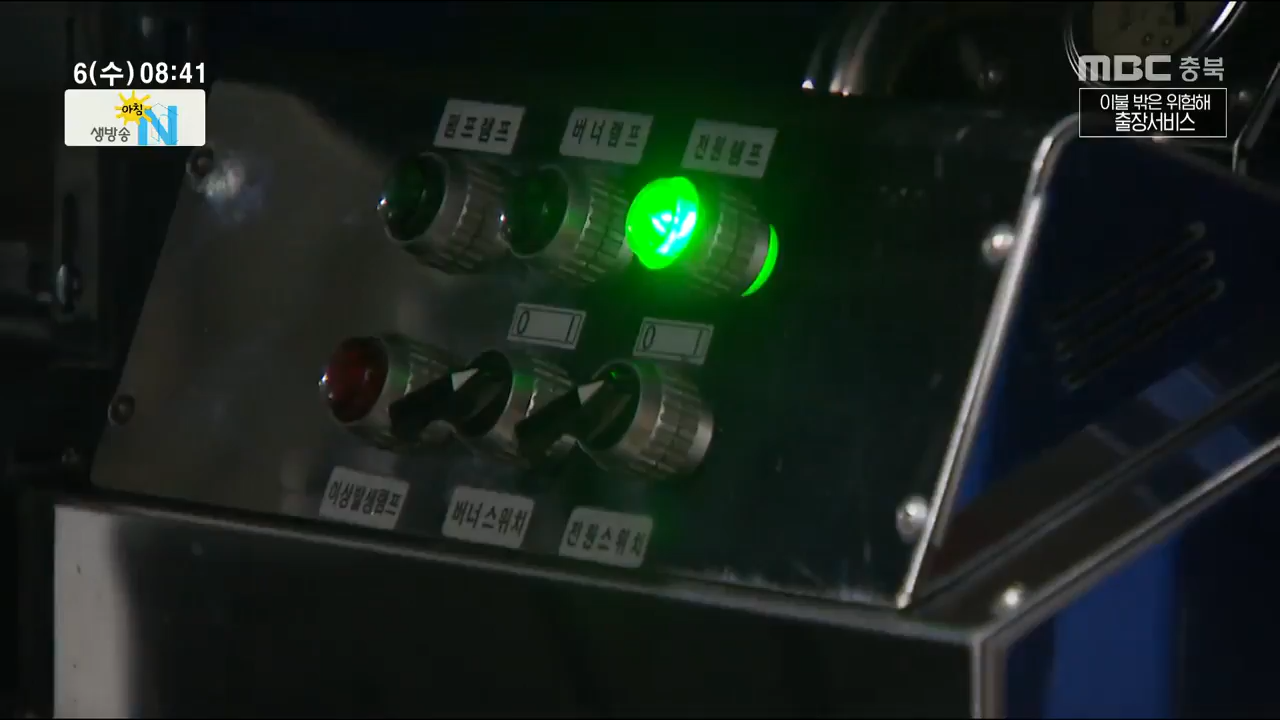 6(수) 08:41
아침
생방송 N
MBC 충북
이불 밖은 위험해
출장서비스
펌프램프
버너램프
전원램프
0 1
0 1
이상발생램프
버너스위치
전원스위치